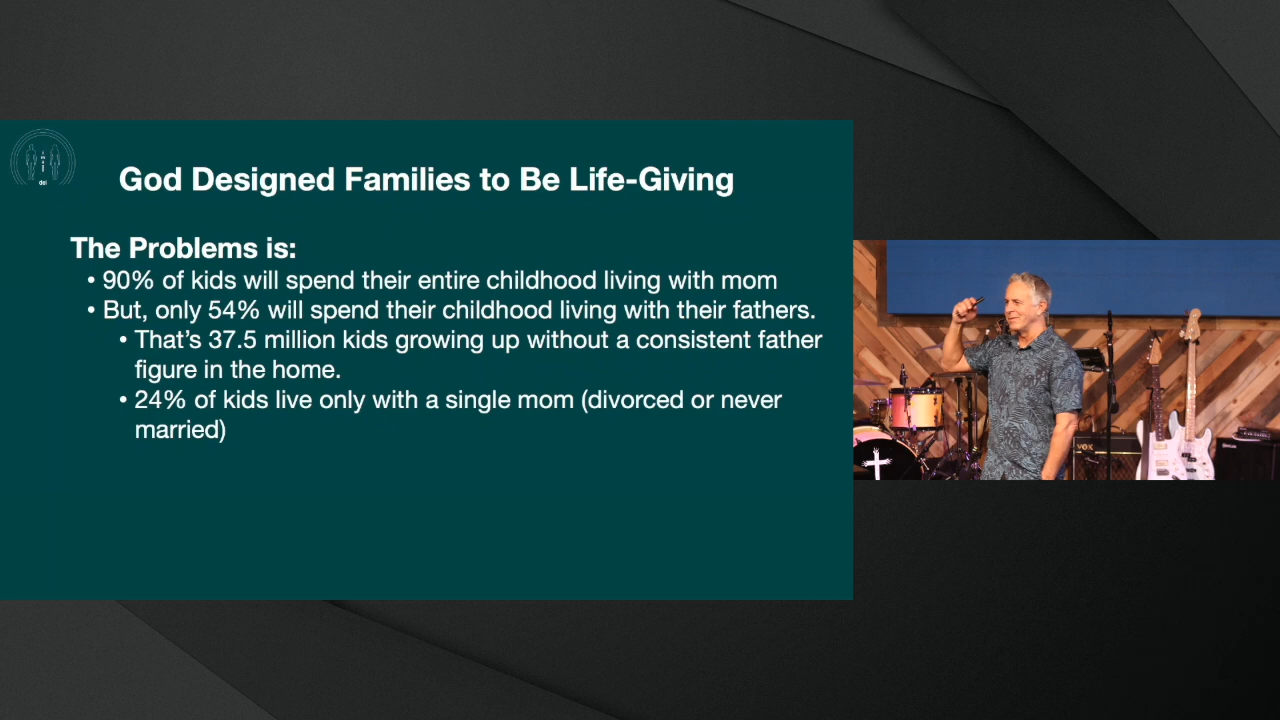 God Designed Families to Be Life-Giving
The Problems is:
• 90% of kids will spend their entire childhood living with mom
• But, only 54% will spend their childhood living with their fathers.
• That’s 37.5 million kids growing up without a consistent father
figure in the home.
• 24% of kids live only with a single mom (divorced or never
married)
dei
VOX